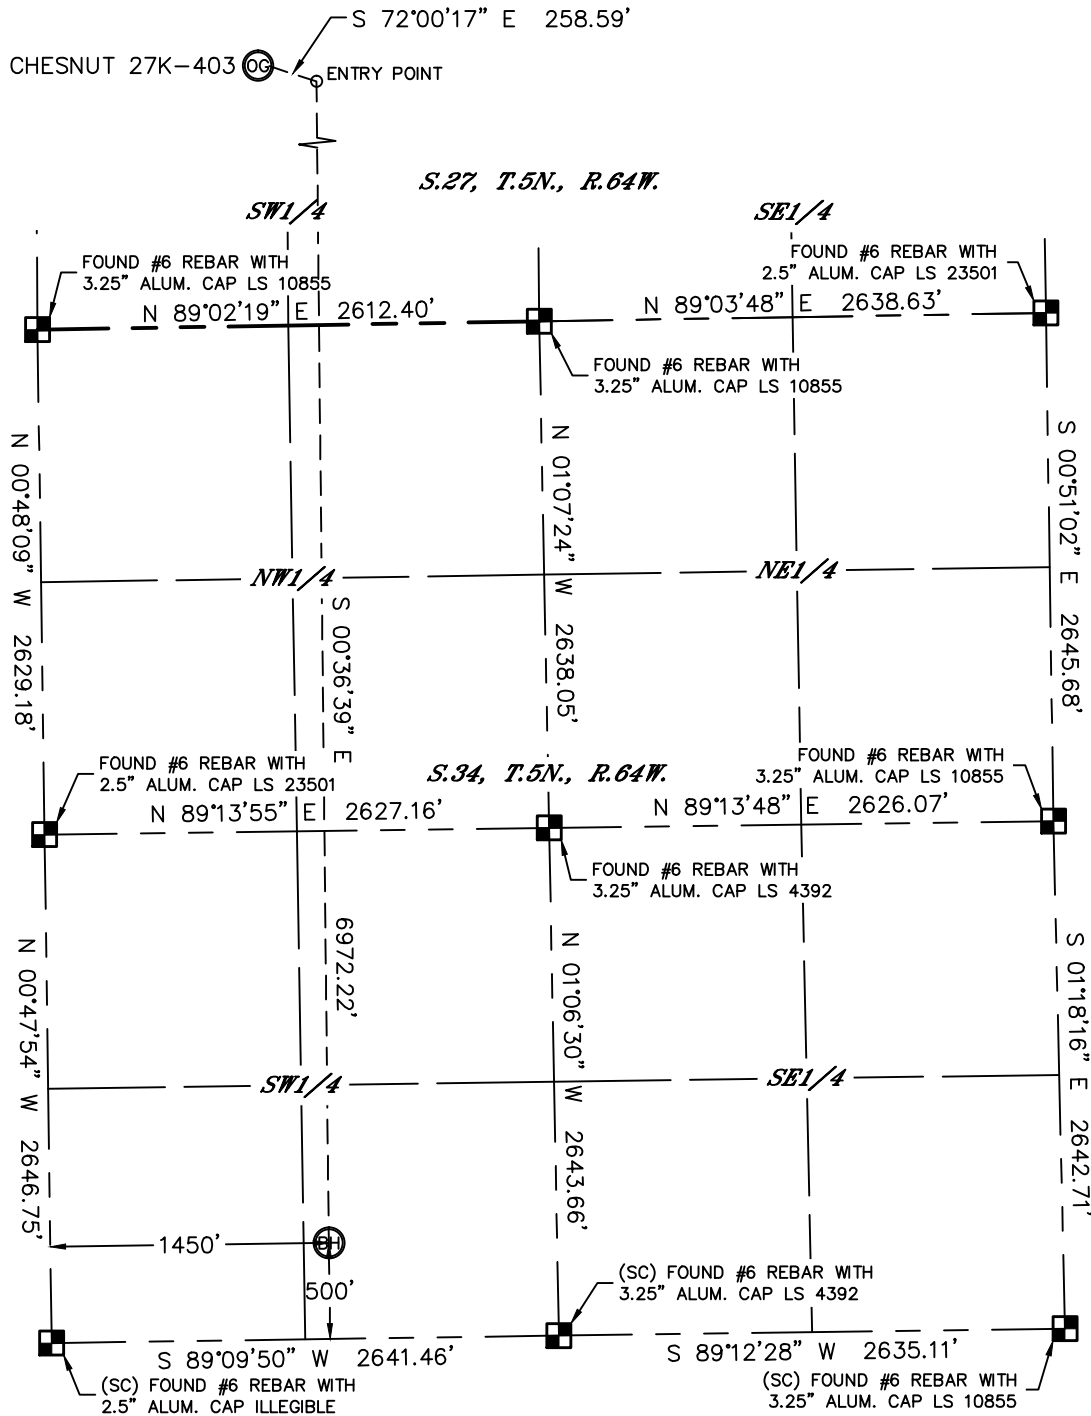 S 72°00'17" E 258.59'
CHESNUT 27K-403 OG
ENTRY POINT
S.27, T.5N., R.64W.
SW1/4
SE1/4
FOUND #6 REBAR WITH
3.25" ALUM. CAP LS 10855
FOUND #6 REBAR WITH
2.5" ALUM. CAP LS 23501
N 89°02'19" E 2612.40'
N 89°03'48" E 2638.63'
FOUND #6 REBAR WITH
3.25" ALUM. CAP LS 10855
N 00°48'09" W 2629.18'
N 01°07'24" W 2638.05'
S 00°51'02" E 2645.68'
NW1/4
NE1/4
S 00°36'39" E
FOUND #6 REBAR WITH
2.5" ALUM. CAP LS 23501
S.34, T.5N., R.64W.
FOUND #6 REBAR WITH
3.25" ALUM. CAP LS 10855
N 89°13'55" E 2627.16'
N 89°13'48" E 2626.07'
FOUND #6 REBAR WITH
3.25" ALUM. CAP LS 4392
6972.22'
N 00°47'54" W 2646.75'
N 01°06'30" W 2643.66'
S 01°18'16" E 2642.71'
SW1/4
SE1/4
1450'
BH
500'
(SC) FOUND #6 REBAR WITH
3.25" ALUM. CAP LS 4392
S 89°09'50" W 2641.46'
S 89°12'28" W 2635.11'
(SC) FOUND #6 REBAR WITH
2.5" ALUM. CAP ILLEGIBLE
(SC) FOUND #6 REBAR WITH
3.25" ALUM. CAP LS 10855